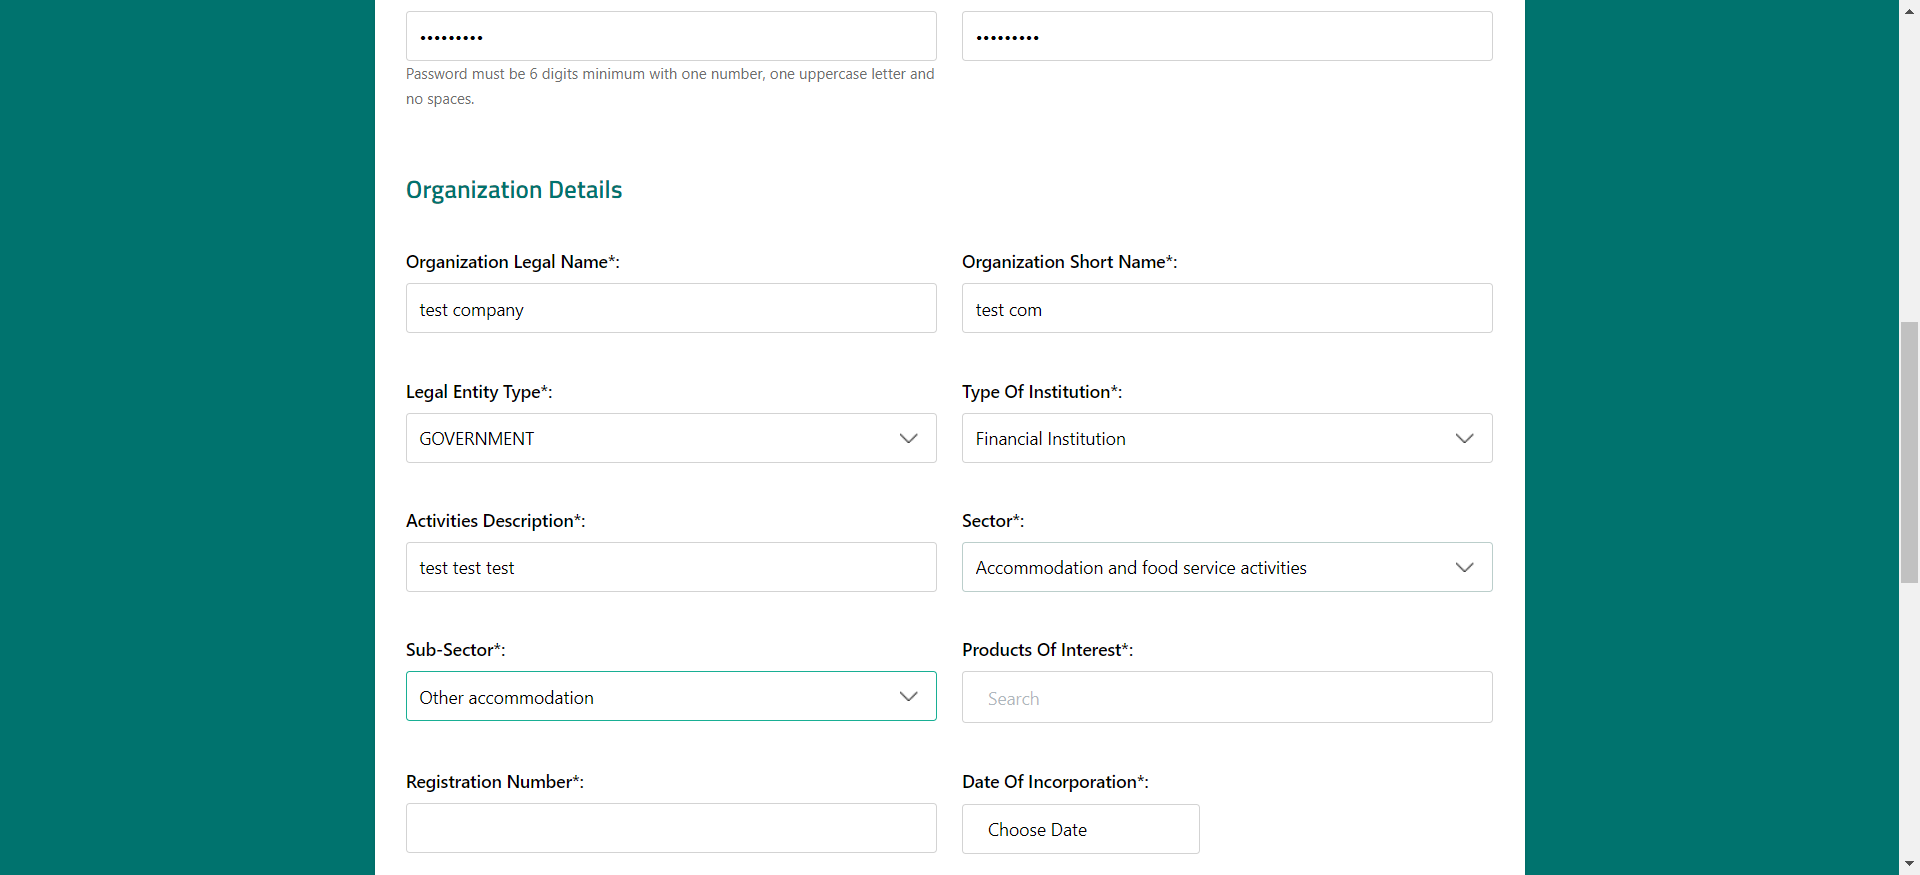 •••••••••
•••••••••
Password must be 6 digits minimum with one number, one uppercase letter and
no spaces.
Organization Details
Organization Legal Name*:
Organization Short Name*:
test company
test com
Legal Entity Type*:
Type Of Institution*:
GOVERNMENT
Financial Institution
Activities Description*:
Sector*:
test test test
Accommodation and food service activities
Sub-Sector*:
Products Of Interest*:
Other accommodation
Search
Registration Number*:
Date Of Incorporation*:
Choose Date